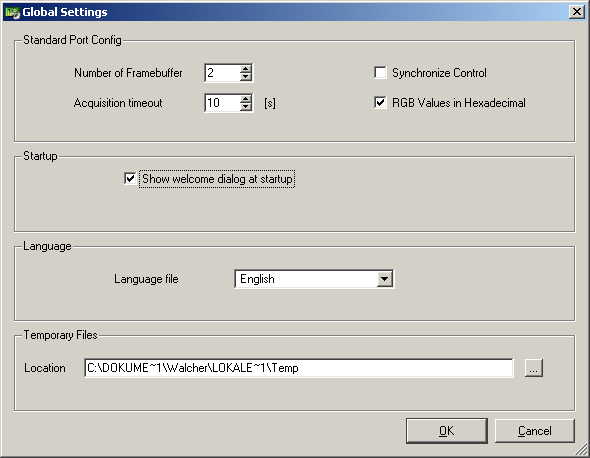 Global Settings
Standard Port Config
Number of Framebuffer 2 Synchronize Control
Acquisition timeout 10 [s] RGB Values in Hexadecimal
Startup
Show welcome dialog at startup
Language
Language file English
Temporary Files
Location C:\DOKUME~1\Walcher\LOKALE~1\Temp ...
OK Cancel